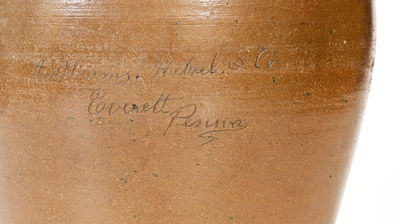 Williams, & Co
Everett
Penna